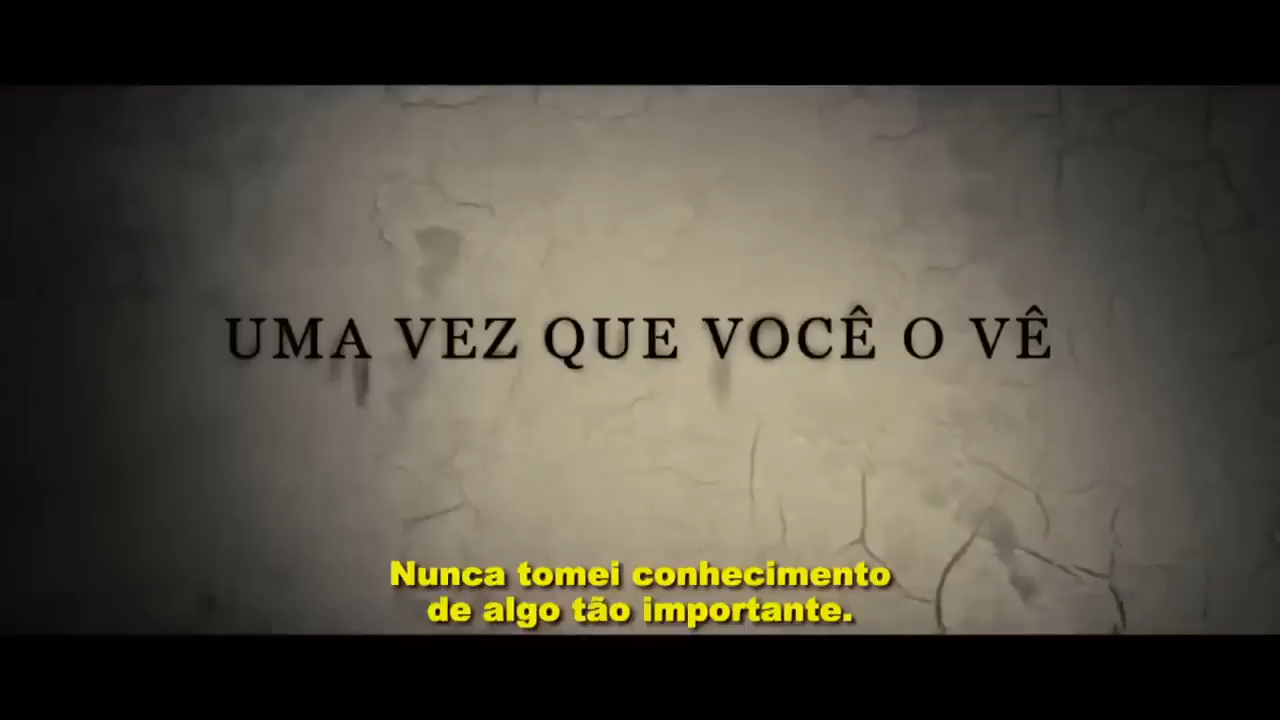 UMA VEZ QUE VOCÊ O VÊ
Nunca tomei conhecimento
de algo tão importante.